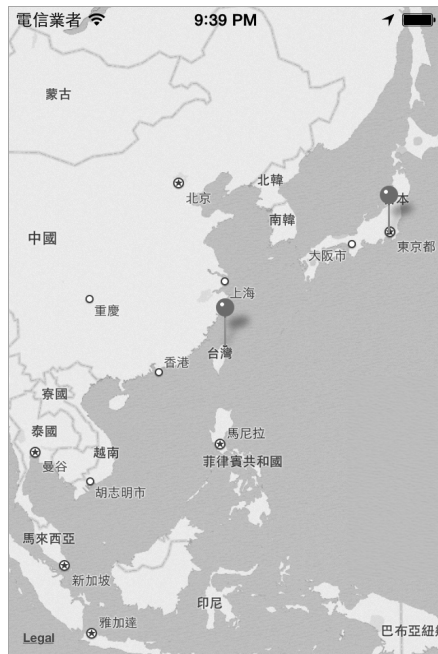 電信業者 9:39 PM
蒙古
北韓
北京
本
南韓
中國
東京都
大阪市
上海
重慶
台灣
香港
寮國
泰國
馬尼拉
越南
曼谷
菲律賓共和國
胡志明市
馬來西亞
新加坡
印尼
雅加達
巴布亞紐
Legal